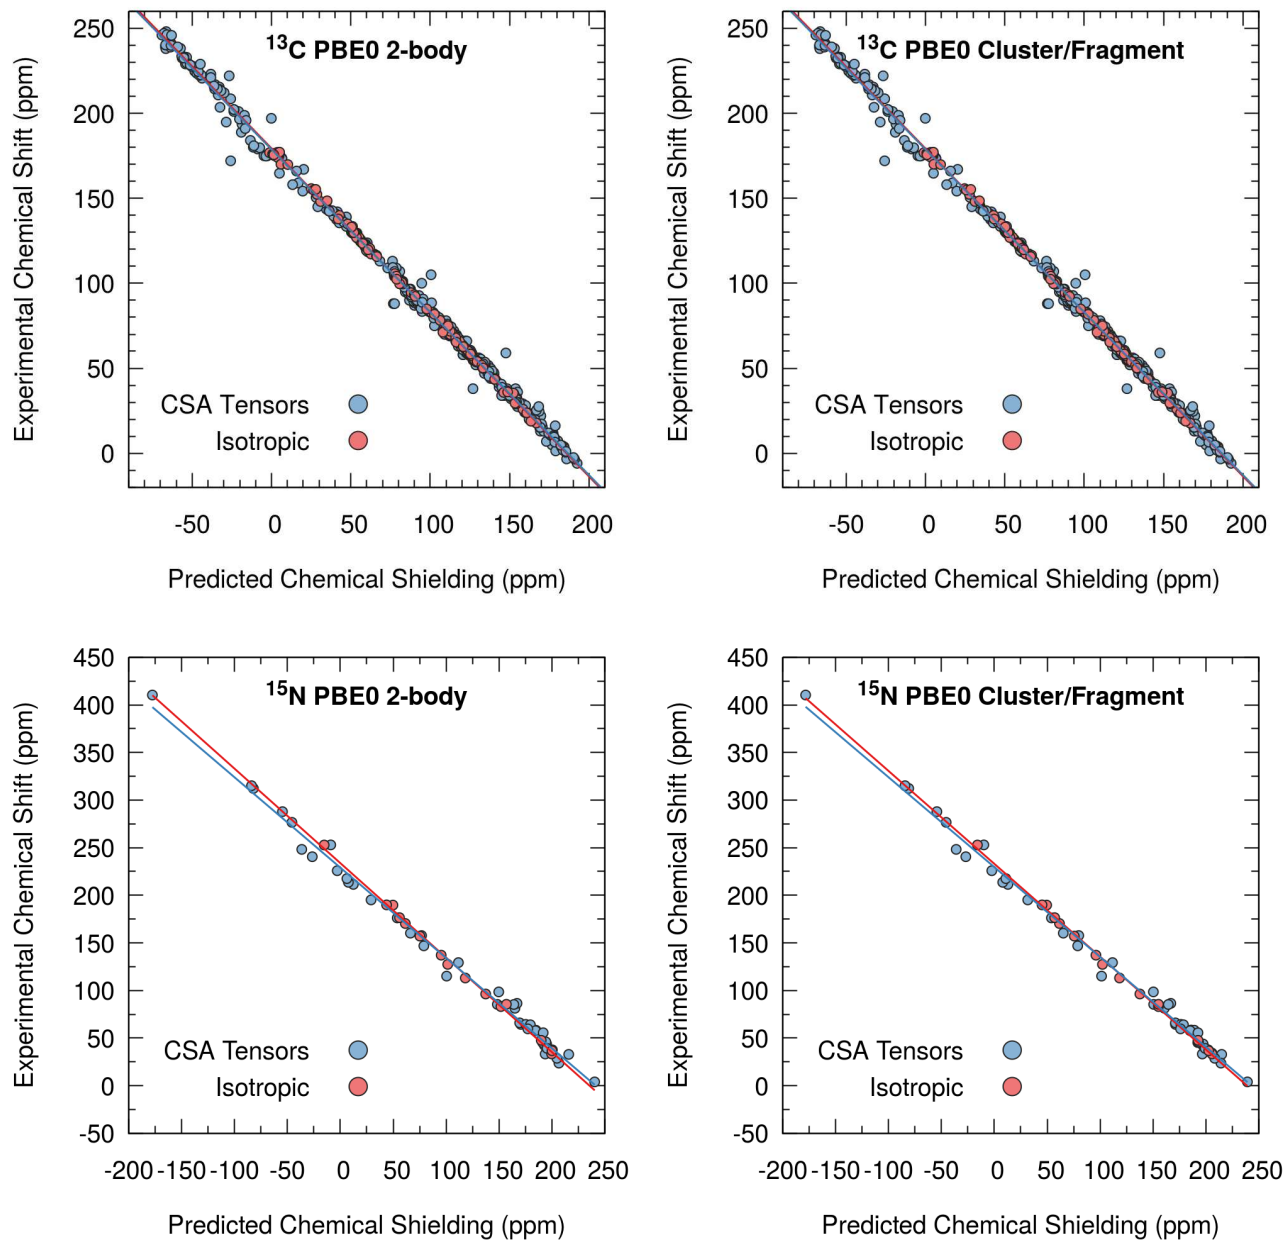 ¹³C PBE0 2-body
Experimental Chemical Shift (ppm)
250
200
150
100
50
0
CSA Tensors
Isotropic
-50 0 50 100 150 200
Predicted Chemical Shielding (ppm)
¹³C PBE0 Cluster/Fragment
Experimental Chemical Shift (ppm)
250
200
150
100
50
0
CSA Tensors
Isotropic
-50 0 50 100 150 200
Predicted Chemical Shielding (ppm)
¹⁵N PBE0 2-body
Experimental Chemical Shift (ppm)
450
400
350
300
250
200
150
100
50
0
-50
CSA Tensors
Isotropic
-200 -150 -100 -50 0 50 100 150 200 250
Predicted Chemical Shielding (ppm)
¹⁵N PBE0 Cluster/Fragment
Experimental Chemical Shift (ppm)
450
400
350
300
250
200
150
100
50
0
-50
CSA Tensors
Isotropic
-200 -150 -100 -50 0 50 100 150 200 250
Predicted Chemical Shielding (ppm)